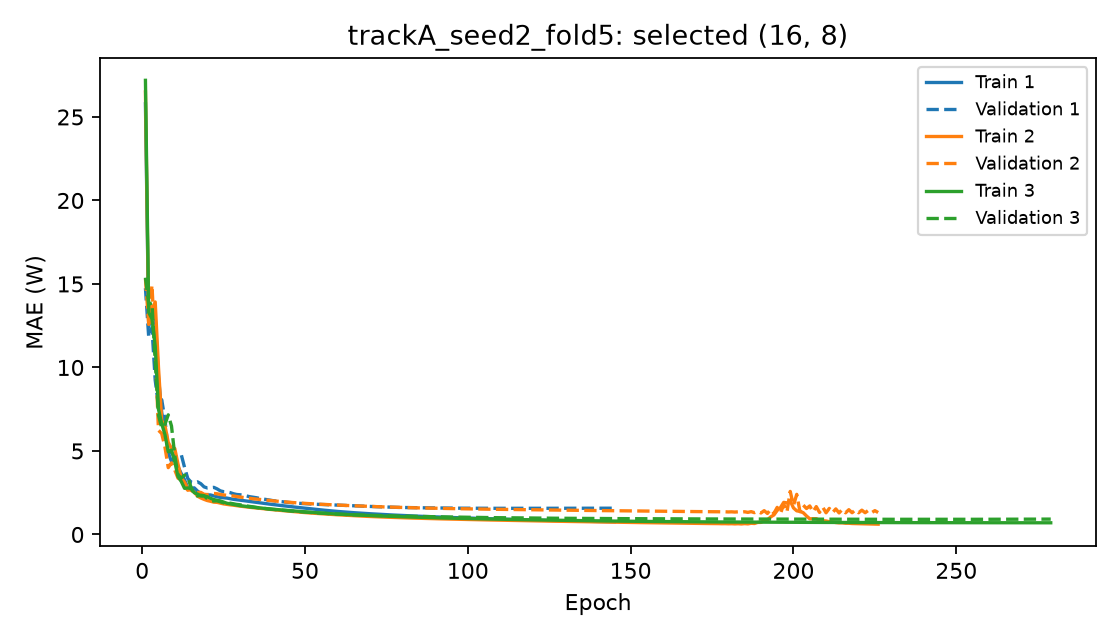 trackA_seed2_fold5: selected (16, 8)
MAE (W)
25
20
15
10
5
0
Train 1
Validation 1
Train 2
Validation 2
Train 3
Validation 3
0 50 100 150 200 250
Epoch